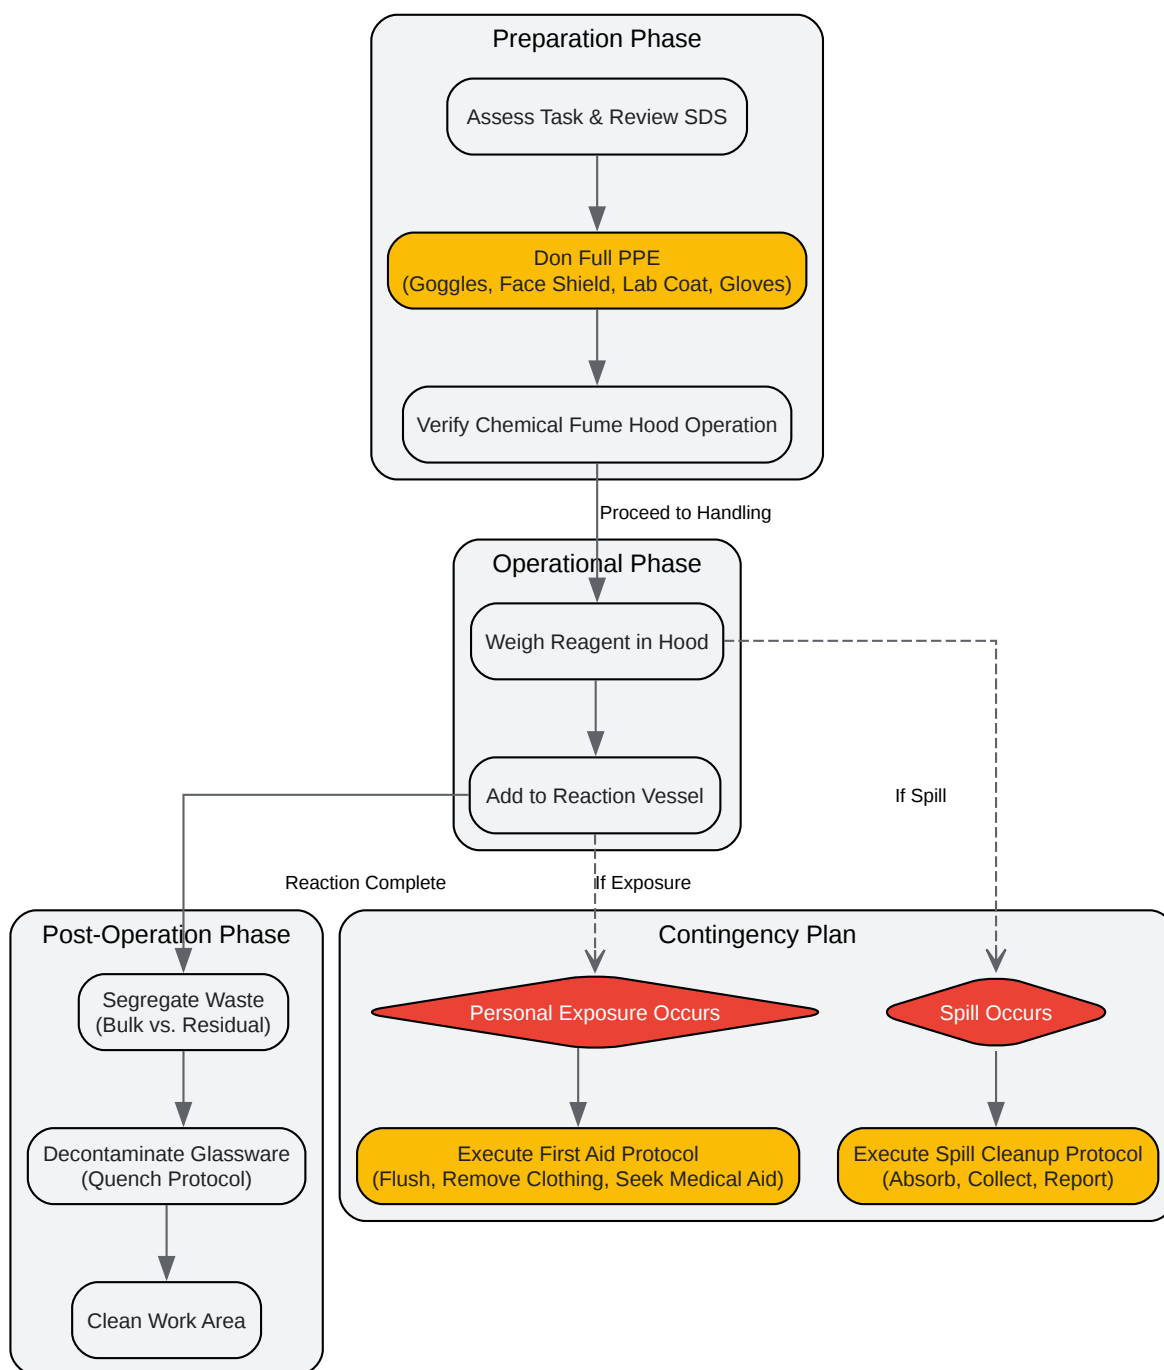 Preparation Phase
Assess Task & Review SDS
Don Full PPE
(Goggles, Face Shield, Lab Coat, Gloves)
Verify Chemical Fume Hood Operation
Proceed to Handling
Operational Phase
Weigh Reagent in Hood
Add to Reaction Vessel
If Spill
Reaction Complete
If Exposure
Post-Operation Phase
Segregate Waste
(Bulk vs. Residual)
Decontaminate Glassware
(Quench Protocol)
Clean Work Area
Contingency Plan
Personal Exposure Occurs
Spill Occurs
Execute First Aid Protocol
(Flush, Remove Clothing, Seek Medical Aid)
Execute Spill Cleanup Protocol
(Absorb, Collect, Report)